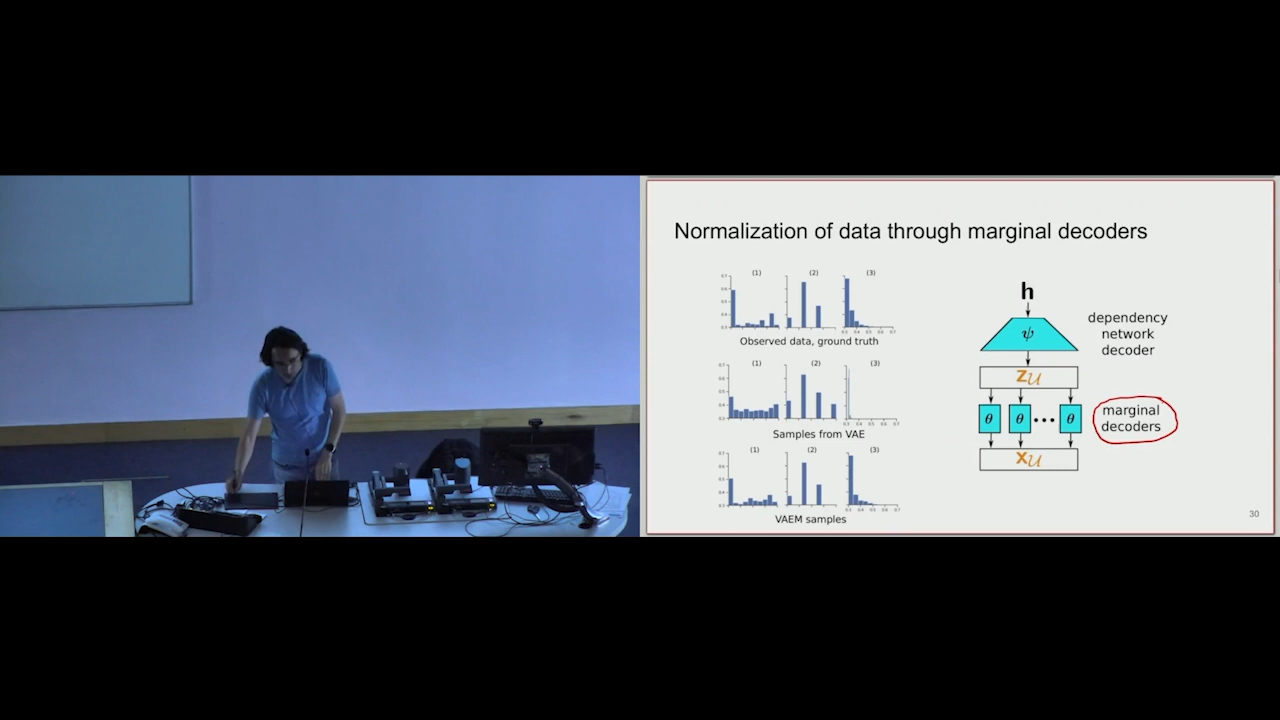 Normalization of data through marginal decoders
(1) (2) (3)
Observed data, ground truth
(1) (2) (3)
Samples from VAE
(1) (2) (3)
VAEM samples
h
ψ
dependency
network
decoder
Z𝒰
θ θ ••• θ
marginal
decoders
X𝒰
30